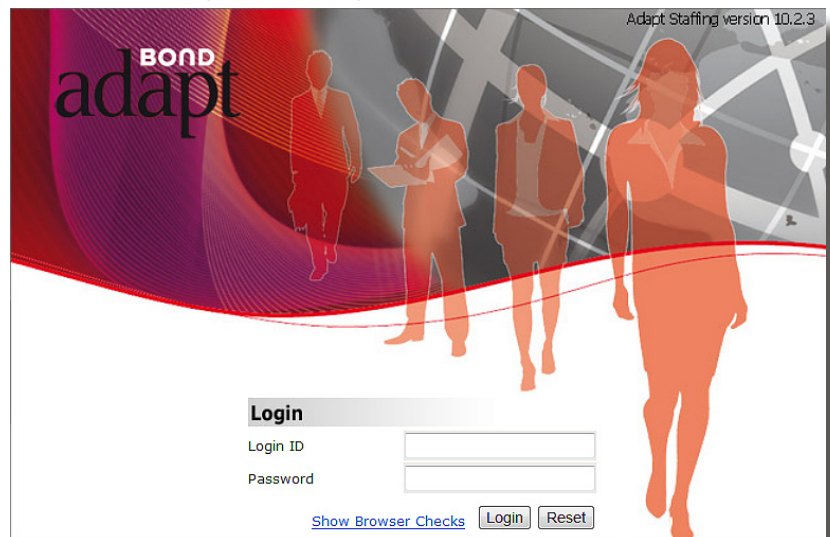 Adapt Staffing version 10.2.3
BOND
adapt
Login
Login ID
Password
Show Browser Checks Login Reset